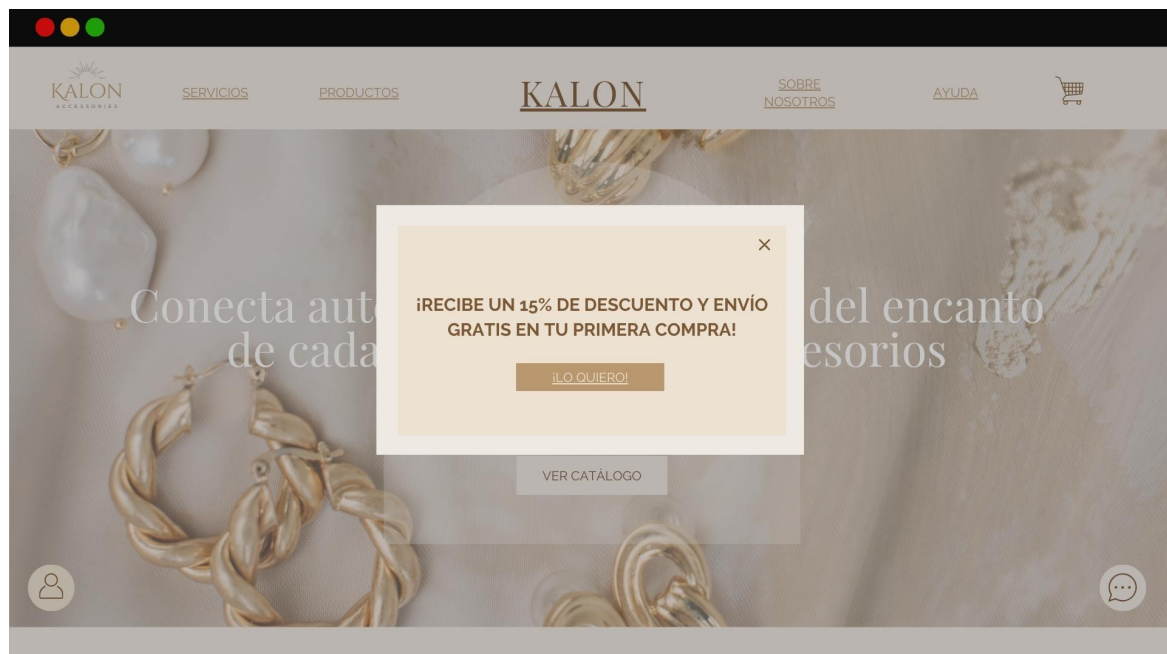 KALON
ACCESSORIES
SERVICIOS
PRODUCTOS
KALON
SOBRE
NOSOTROS
AYUDA
Conecta aut
del encanto
de cada
esorios
¡RECIBE UN 15% DE DESCUENTO Y ENVÍO
GRATIS EN TU PRIMERA COMPRA!
¡LO QUIERO!
VER CATÁLOGO